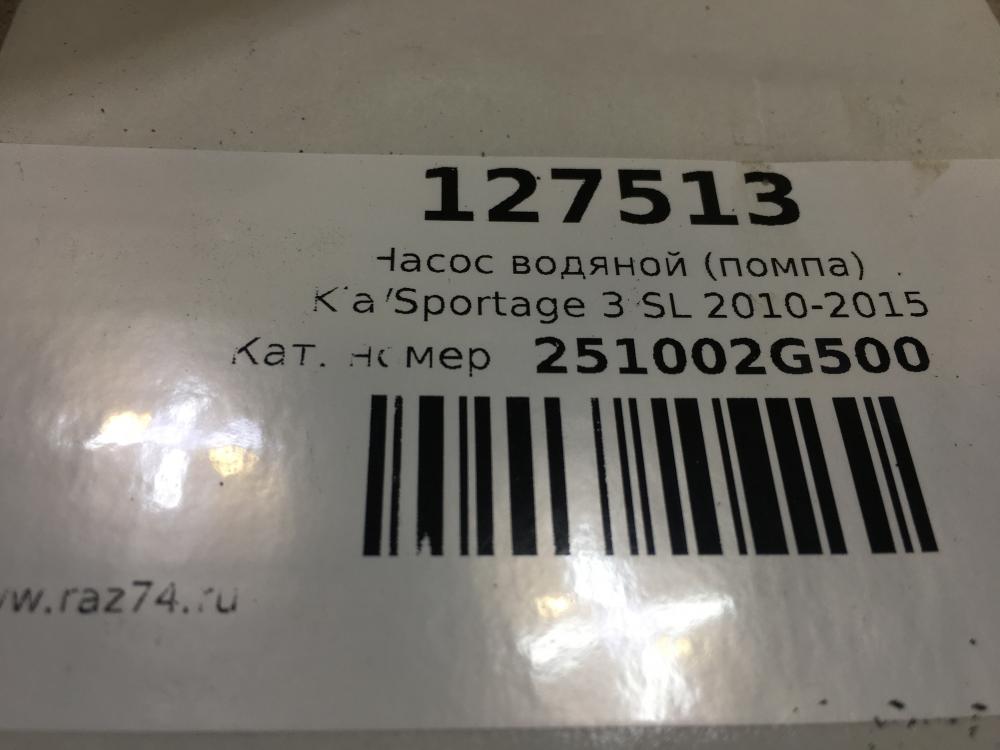 127513
Насос водяной (помпа)
Kia Sportage 3 SL 2010-2015
Кат. номер 251002G500
www.raz74.ru